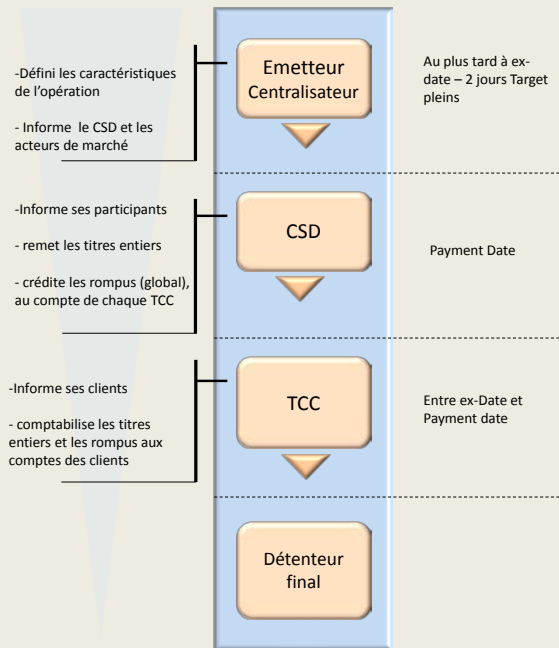 -Défini les caractéristiques
de l'opération
- Informe le CSD et les
acteurs de marché
Emetteur
Centralisateur
Au plus tard à ex-
date – 2 jours Target
pleins
-Informe ses participants
- remet les titres entiers
- crédite les rompus (global),
au compte de chaque TCC
CSD
Payment Date
-Informe ses clients
- comptabilise les titres
entiers et les rompus aux
comptes des clients
TCC
Entre ex-Date et
Payment date
Détenteur
final